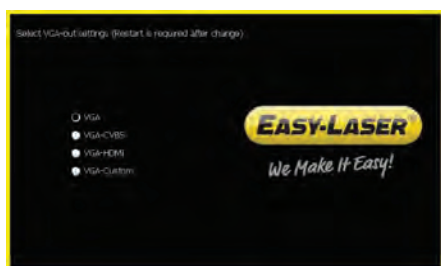 Select VGA-out settings (Restart is required after change)
VGA
VGA-CVBS
VGA-HDMI
VGA-Custom
EASY-LASER®
We Make It Easy!